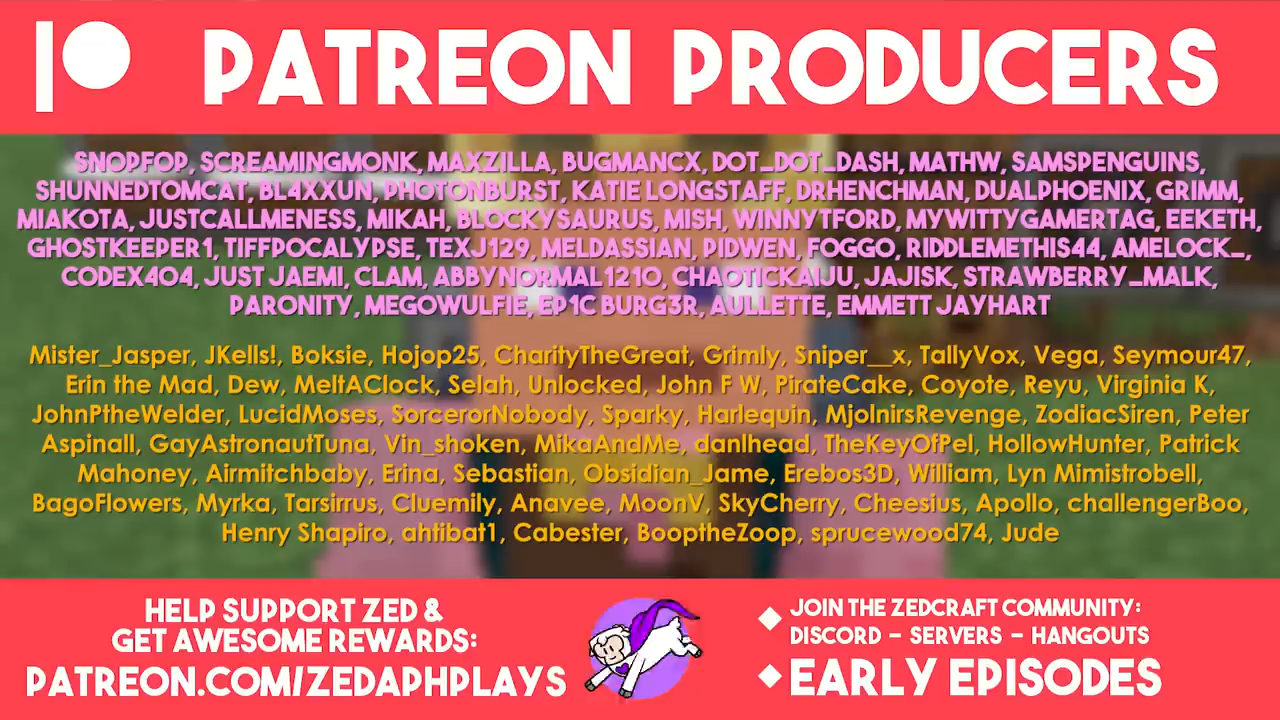 PATREON PRODUCERS
SNOPFOP, SCREAMINGMONK, MAXZILLA, BUGMANCX, DOT_DOT_DASH, MATHW, SAMSPENGUINS,
SHUNNEDTOMCAT, BL4XXUN, PHOTONBURST, KATIE LONGSTAFF, DRHENCHMAN, DUALPHOENIX, GRIMM,
MIAKOTA, JUSTCALLMENESS, MIKAH, BLOCKYSAURUS, MISH, WINNYTFORD, MYWITTYGAMERTAG, EEKETH,
GHOSTKEEPER1, TIFFPOCALYPSE, TEXJ129, MELDASSIAN, PIDWEN, FOGGO, RIDDLEMETHIS44, AMELOCK_,
CODEX404, JUST JAEMI, CLAM, ABBYNORMAL1210, CHAOTICKAIJU, JAJISK, STRAWBERRY_MALK,
PARONITY, MEGOWULFIE, EP1C BURG3R, AULLETTE, EMMETT JAYHART
Mister_Jasper, JKells!, Boksie, Hojop25, CharityTheGreat, Grimly, Sniper__x, TallyVox, Vega, Seymour47,
Erin the Mad, Dew, MeltAClock, Selah, Unlocked, John F W, PirateCake, Coyote, Reyu, Virginia K,
JohnPtheWelder, LucidMoses, SorcerorNobody, Sparky, Harlequin, MjolnirsRevenge, ZodiacSiren, Peter
Aspinall, GayAstronautTuna, Vin_shoken, MikaAndMe, danlhead, TheKeyOfPel, HollowHunter, Patrick
Mahoney, Airmitchbaby, Erina, Sebastian, Obsidian_Jame, Erebos3D, William, Lyn Mimistrobell,
BagoFlowers, Myrka, Tarsirrus, Cluemily, Anavee, MoonV, SkyCherry, Cheesius, Apollo, challengerBoo,
Henry Shapiro, ahtibat1, Cabester, BooptheZoop, sprucewood74, Jude
HELP SUPPORT ZED &
GET AWESOME REWARDS:
PATREON.COM/ZEDAPHPLAYS
JOIN THE ZEDCRAFT COMMUNITY:
DISCORD - SERVERS - HANGOUTS
EARLY EPISODES